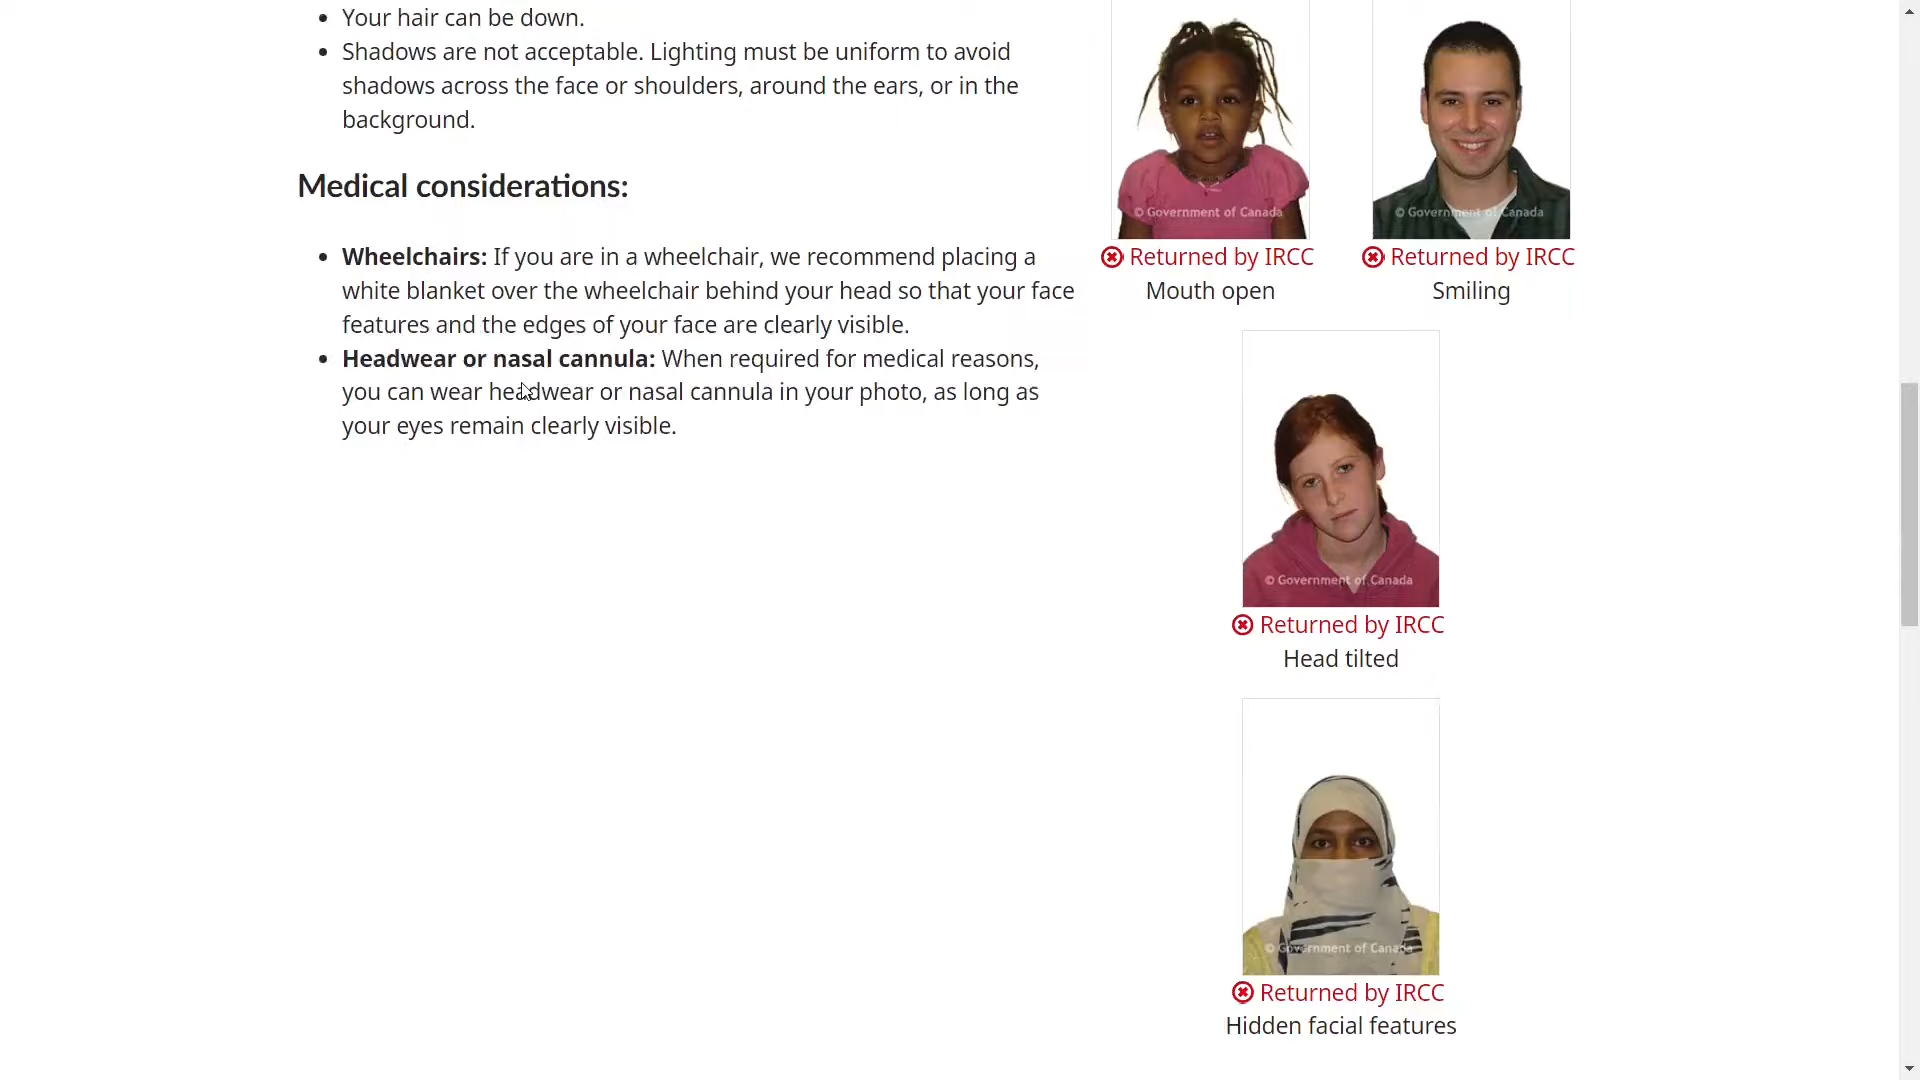 Your hair can be down.
Shadows are not acceptable. Lighting must be uniform to avoid
shadows across the face or shoulders, around the ears, or in the
background.
Medical considerations:
Wheelchairs: If you are in a wheelchair, we recommend placing a
white blanket over the wheelchair behind your head so that your face
features and the edges of your face are clearly visible.
Headwear or nasal cannula: When required for medical reasons,
you can wear headwear or nasal cannula in your photo, as long as
your eyes remain clearly visible.
© Government of Canada
Returned by IRCC
Mouth open
© Government of Canada
Returned by IRCC
Smiling
© Government of Canada
Returned by IRCC
Head tilted
© Government of Canada
Returned by IRCC
Hidden facial features